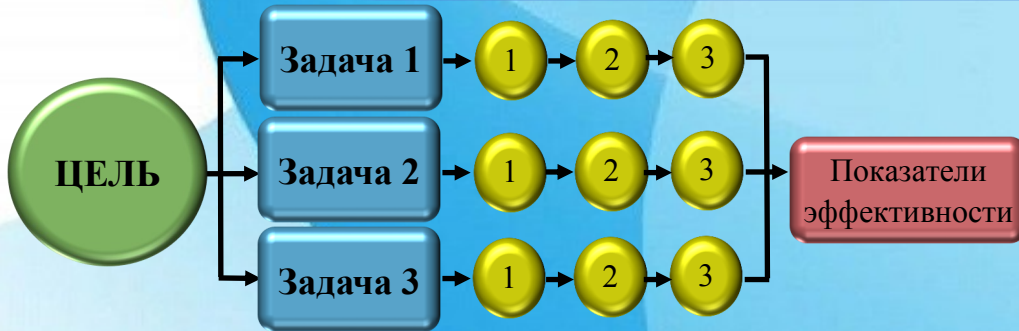 ЦЕЛЬ
Задача 1
1
2
3
Задача 2
1
2
3
Задача 3
1
2
3
Показатели
эффективности